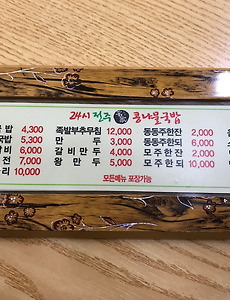 24시 전주 콩나물국밥
국밥 4,300 족발부추무침 12,000 동동주한잔 2,000
국밥 5,300 만 두 3,000 동동주한되 6,000
갈비 6,000 갈비만두 4,000 모주한잔 2,000
전 7,000 왕만두 5,000 모주한되 10,000
리 10,000
모든메뉴 포장가능